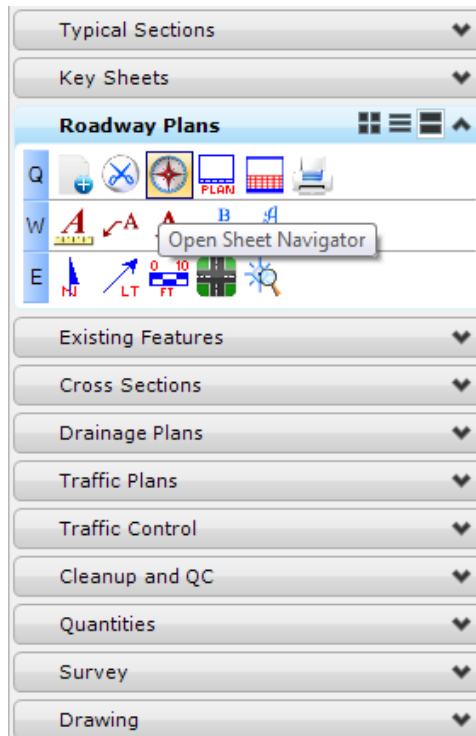 Typical Sections
Key Sheets
Roadway Plans
Q
PLAN
W A A B A
Open Sheet Navigator
E N LT 0 10 FT
Existing Features
Cross Sections
Drainage Plans
Traffic Plans
Traffic Control
Cleanup and QC
Quantities
Survey
Drawing